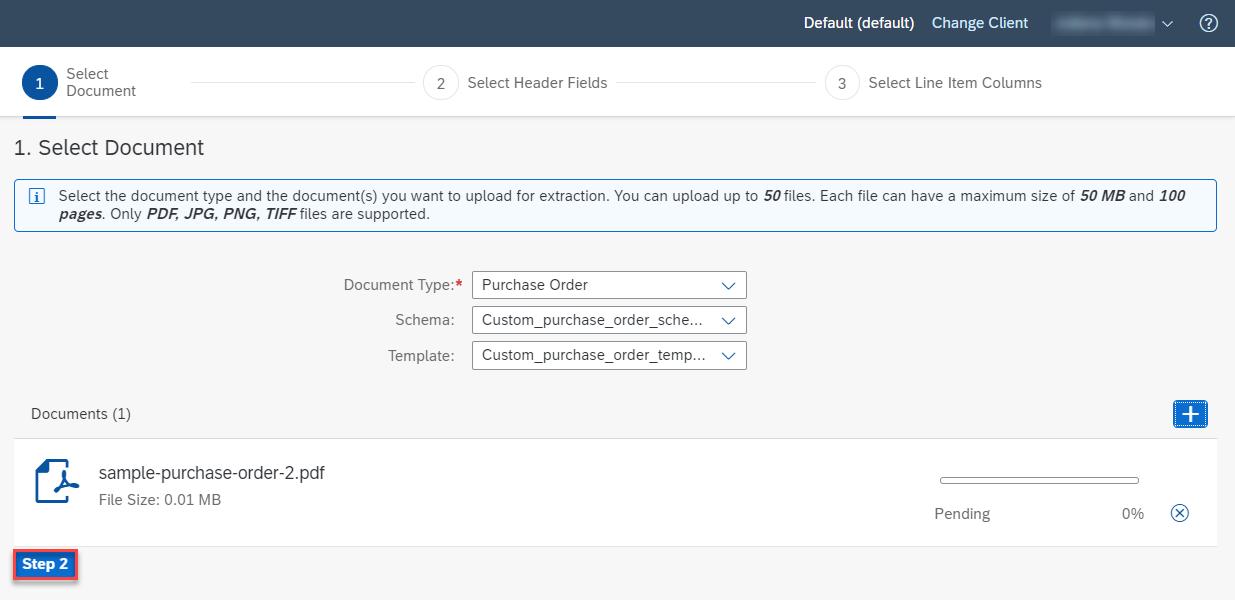 Default (default) Change Client
1 Select
Document
2 Select Header Fields
3 Select Line Item Columns
1. Select Document
Select the document type and the document(s) you want to upload for extraction. You can upload up to 50 files. Each file can have a maximum size of 50 MB and 100
pages. Only PDF, JPG, PNG, TIFF files are supported.
Document Type:* Purchase Order
Schema: Custom_purchase_order_sche...
Template: Custom_purchase_order_temp...
Documents (1)
sample-purchase-order-2.pdf
File Size: 0.01 MB
Pending 0%
Step 2